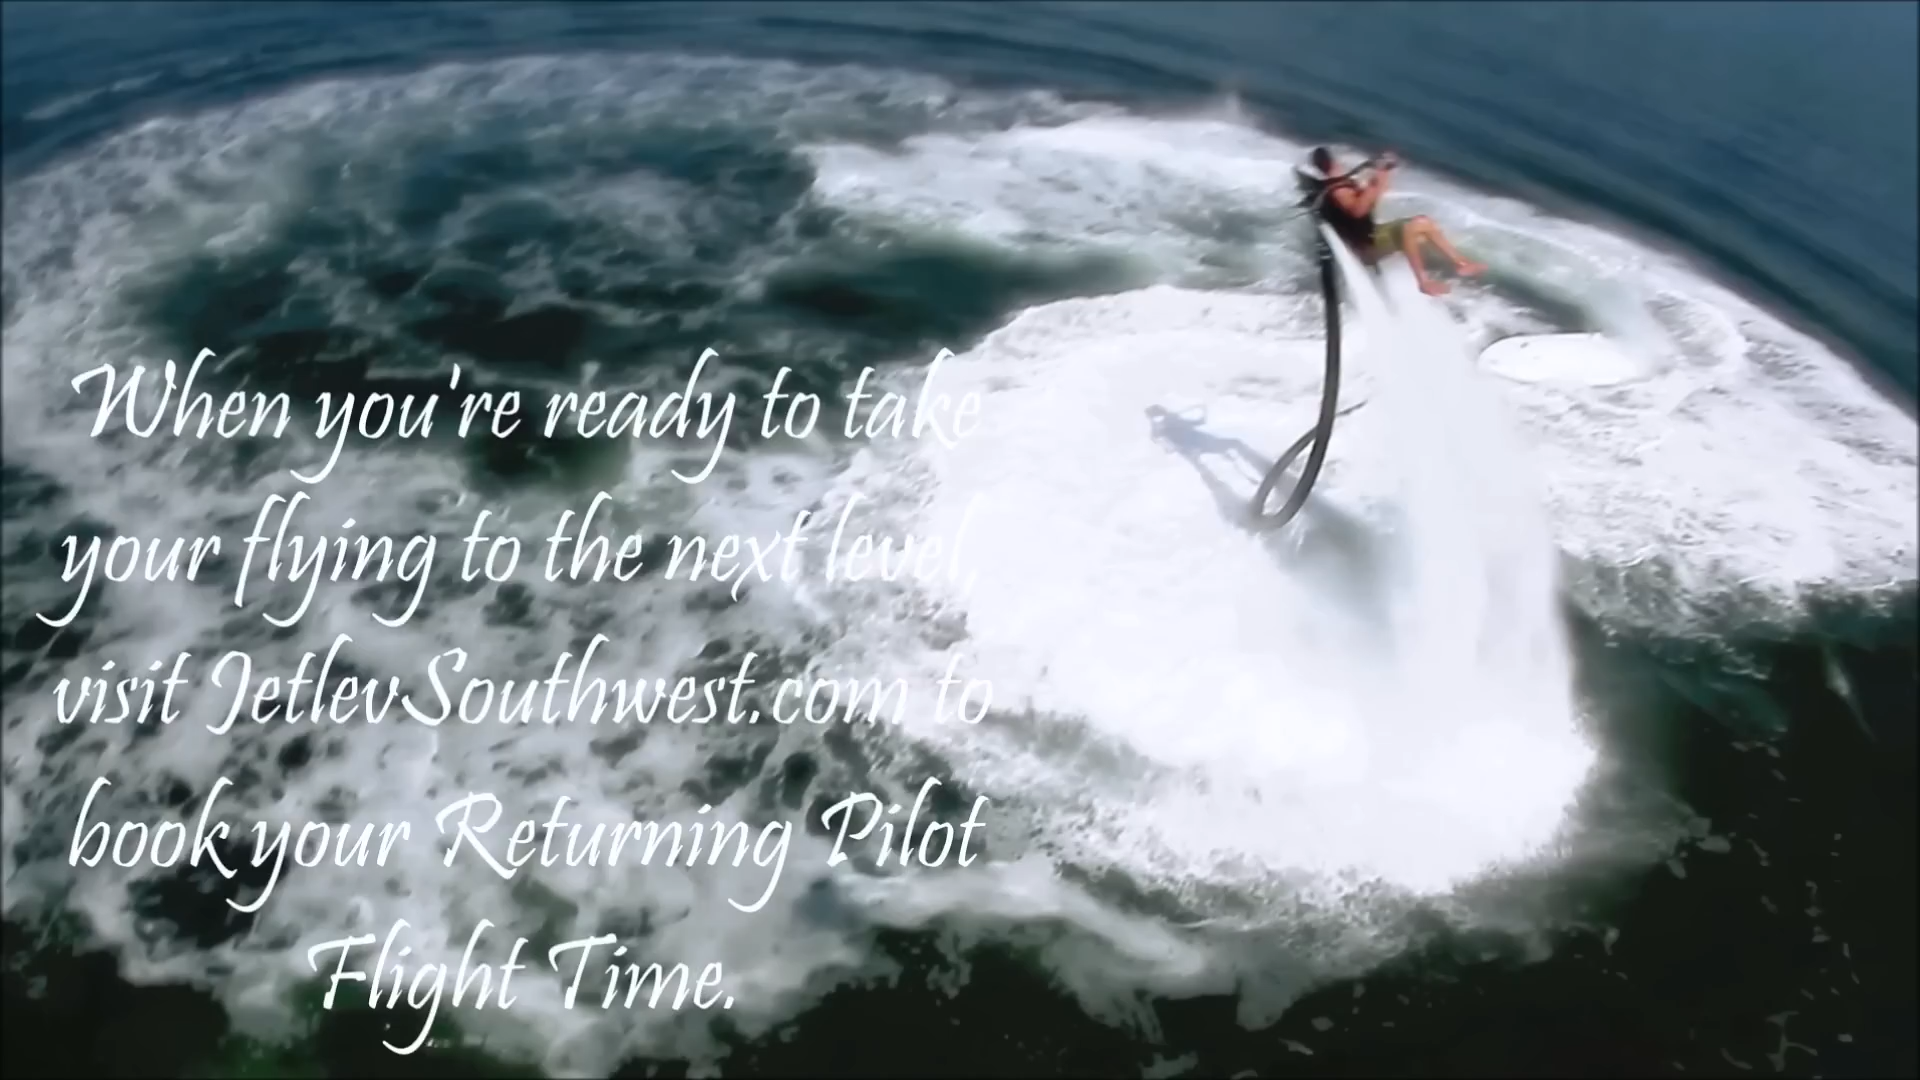 When you're ready to take
your flying to the next level,
visit JetlevSouthwest.com to
book your Returning Pilot
Flight Time.